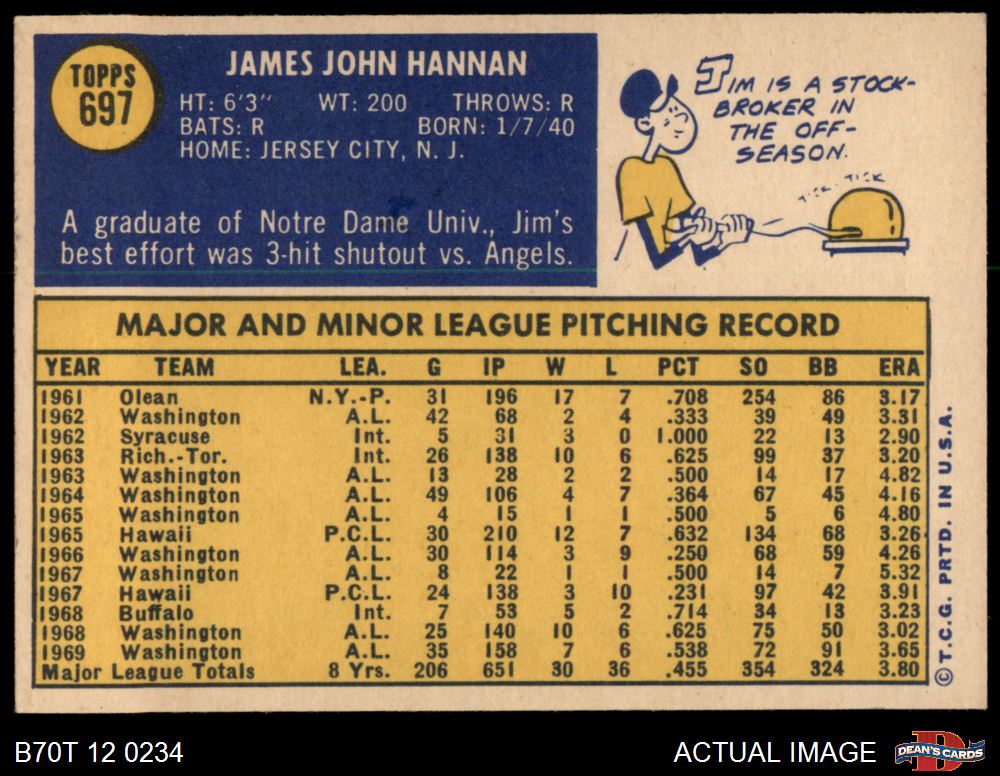 TOPPS
697
JAMES JOHN HANNAN
HT: 6'3" WT: 200 THROWS: R
BATS: R BORN: 1/7/40
HOME: JERSEY CITY, N. J.
A graduate of Notre Dame Univ., Jim's
best effort was 3-hit shutout vs. Angels.
JIM IS A STOCK-
BROKER IN
THE OFF-
SEASON.
TICK TICK
MAJOR AND MINOR LEAGUE PITCHING RECORD
YEAR TEAM LEA. G IP W L PCT SO BB ERA
1961 Olean N.Y.-P. 31 196 17 7 .708 254 86 3.17
1962 Washington A.L. 42 68 2 4 .333 39 49 3.31
1962 Syracuse Int. 5 31 3 0 1.000 22 13 2.90
1963 Rich.-Tor. Int. 26 138 10 6 .625 99 37 3.20
1963 Washington A.L. 13 28 2 2 .500 14 17 4.82
1964 Washington A.L. 49 106 4 7 .364 67 45 4.16
1965 Washington A.L. 4 15 1 1 .500 5 6 4.80
1965 Hawaii P.C.L. 30 210 12 7 .632 134 68 3.26
1966 Washington A.L. 30 114 3 9 .250 68 59 4.26
1967 Washington A.L. 8 22 1 1 .500 14 7 5.32
1967 Hawaii P.C.L. 24 138 3 10 .231 97 42 3.91
1968 Buffalo Int. 7 53 5 2 .714 34 13 3.23
1968 Washington A.L. 25 140 10 6 .625 75 50 3.02
1969 Washington A.L. 35 158 7 6 .538 72 91 3.65
Major League Totals 8 Yrs. 206 651 30 36 .455 354 324 3.80
©T.C.G. PRTD. IN U.S.A.
B70T 12 0234
ACTUAL IMAGE
DEAN'S CARDS